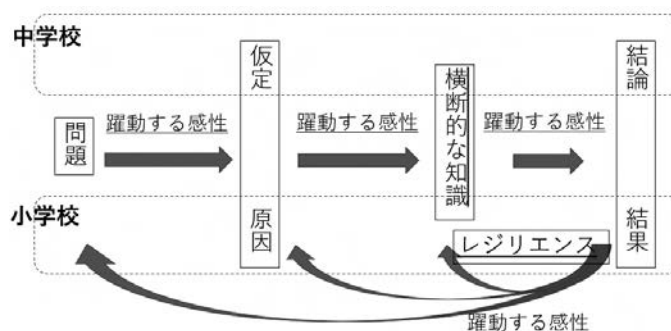 中学校
仮定
結論
横断的な知識
問題
躍動する感性
躍動する感性
躍動する感性
小学校
原因
結果
レジリエンス
躍動する感性